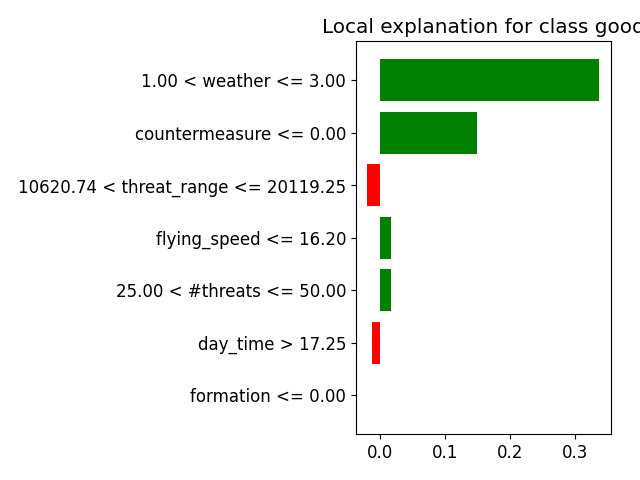 Local explanation for class good
1.00 < weather <= 3.00
countermeasure <= 0.00
10620.74 < threat_range <= 20119.25
flying_speed <= 16.20
25.00 < #threats <= 50.00
day_time > 17.25
formation <= 0.00
0.0 0.1 0.2 0.3